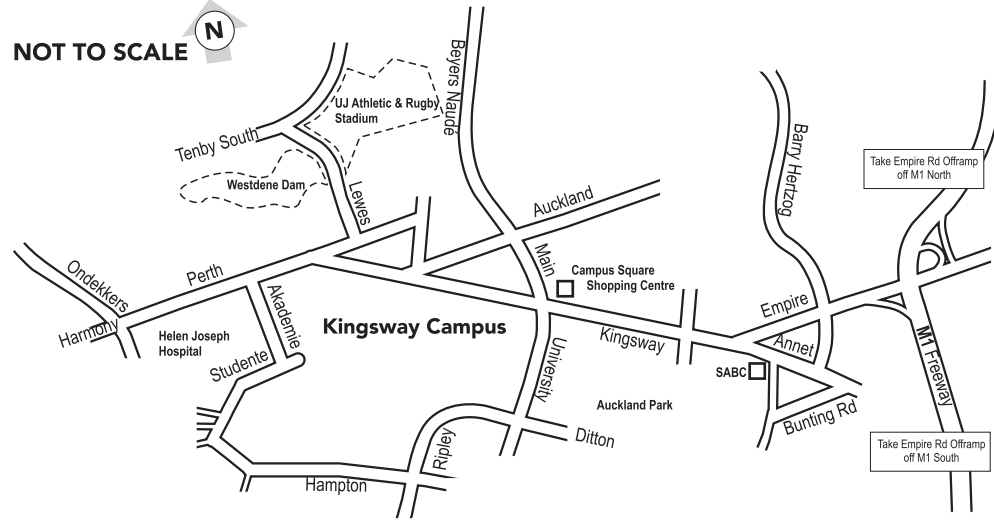 N
NOT TO SCALE
Beyers Naudé
UJ Athletic & Rugby
Stadium
Tenby South
Westdene Dam
Lewes
Auckland
Barry Hertzog
Take Empire Rd Offramp
off M1 North
Ondekkers
Perth
Harmony
Akademie
Helen Joseph
Hospital
Studente
Kingsway Campus
Main
Campus Square
Shopping Centre
Kingsway
Empire
Annet
SABC
M1 Freeway
University
Auckland Park
Bunting Rd
Ditton
Ripley
Hampton
Take Empire Rd Offramp
off M1 South